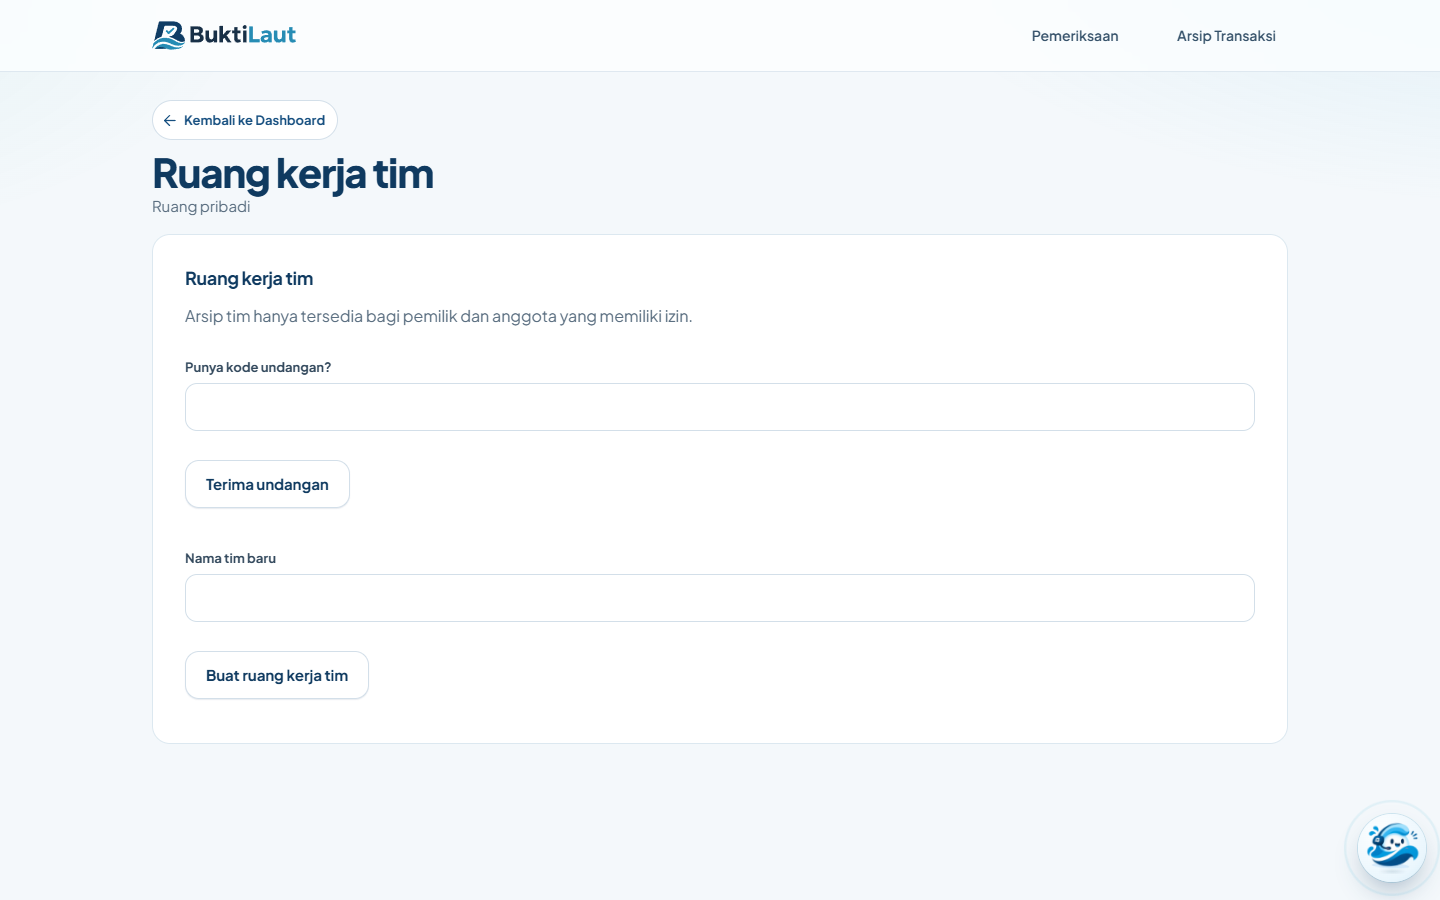 BuktiLaut
Pemeriksaan
Arsip Transaksi
Kembali ke Dashboard
Ruang kerja tim
Ruang pribadi
Ruang kerja tim
Arsip tim hanya tersedia bagi pemilik dan anggota yang memiliki izin.
Punya kode undangan?
Terima undangan
Nama tim baru
Buat ruang kerja tim